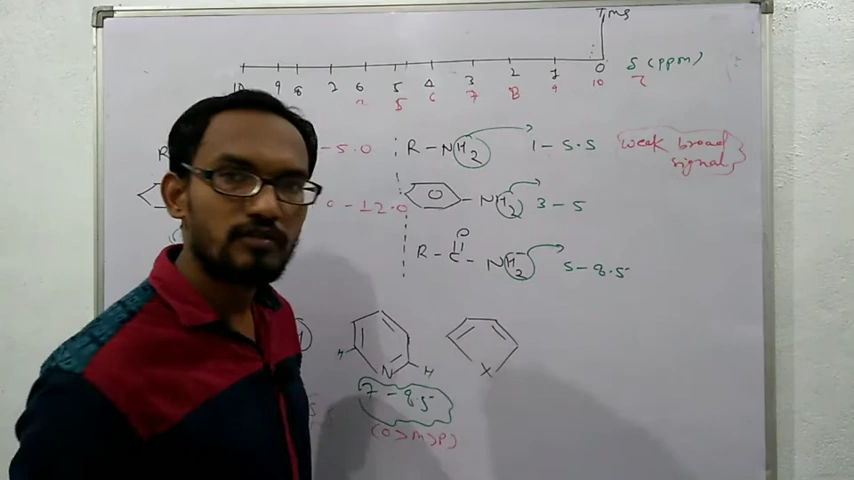 TMS
10 9 8 7 6 5 4 3 2 1 0 δ (ppm)
5 6 7 8 9 10 τ
R
- 5.0
R - NH2 1 - 5.5 weak broad
signal
0 - 12.0
NH2 3 - 5
O
R - C - NH2 5 - 8.5
H N H
X
7 - 8.5
(O > M > P)